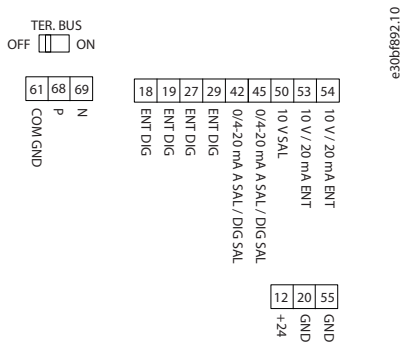 TER. BUS
OFF ON
61 68 69
COM GND
P
N
18 19 27 29 42 45 50 53 54
ENT DIG
ENT DIG
ENT DIG
ENT DIG
0/4-20 mA A SAL / DIG SAL
0/4-20 mA A SAL / DIG SAL
10 V SAL
10 V / 20 mA ENT
10 V / 20 mA ENT
12 20 55
+24
GND
GND
e30bf892.10